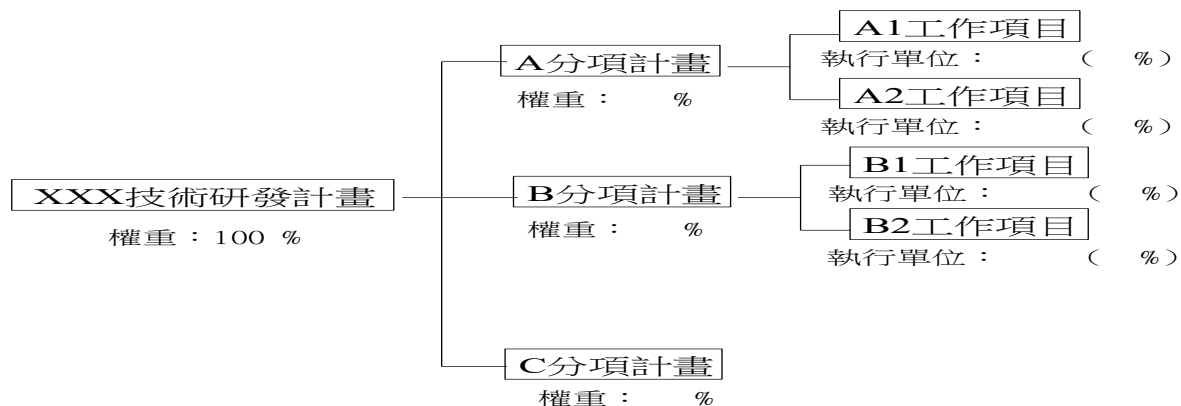 XXX技術研發計畫
權重：100 %
A分項計畫
權重： %
A1工作項目
執行單位： （ %）
A2工作項目
執行單位： （ %）
B分項計畫
權重： %
B1工作項目
執行單位： （ %）
B2工作項目
執行單位： （ %）
C分項計畫
權重： %